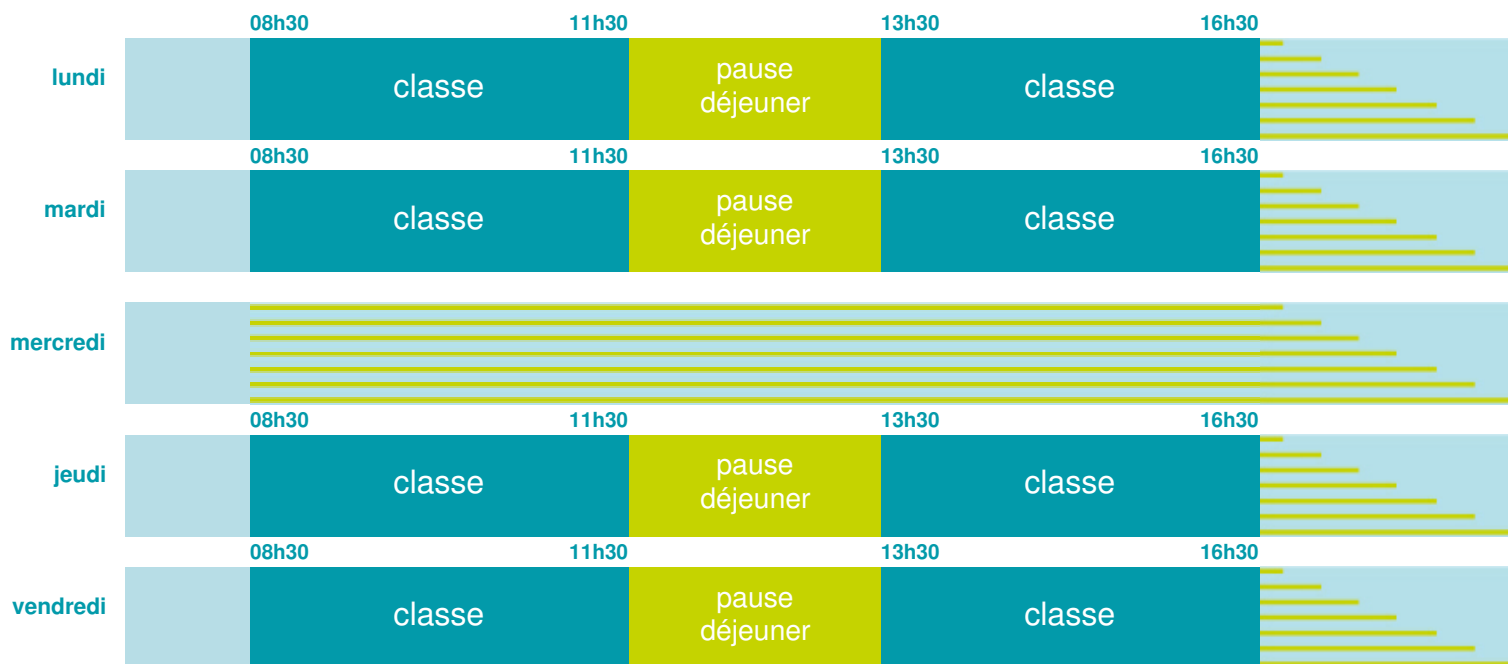 08h30 11h30 13h30 16h30
lundi classe pause déjeuner classe
08h30 11h30 13h30 16h30
mardi classe pause déjeuner classe
mercredi
08h30 11h30 13h30 16h30
jeudi classe pause déjeuner classe
08h30 11h30 13h30 16h30
vendredi classe pause déjeuner classe